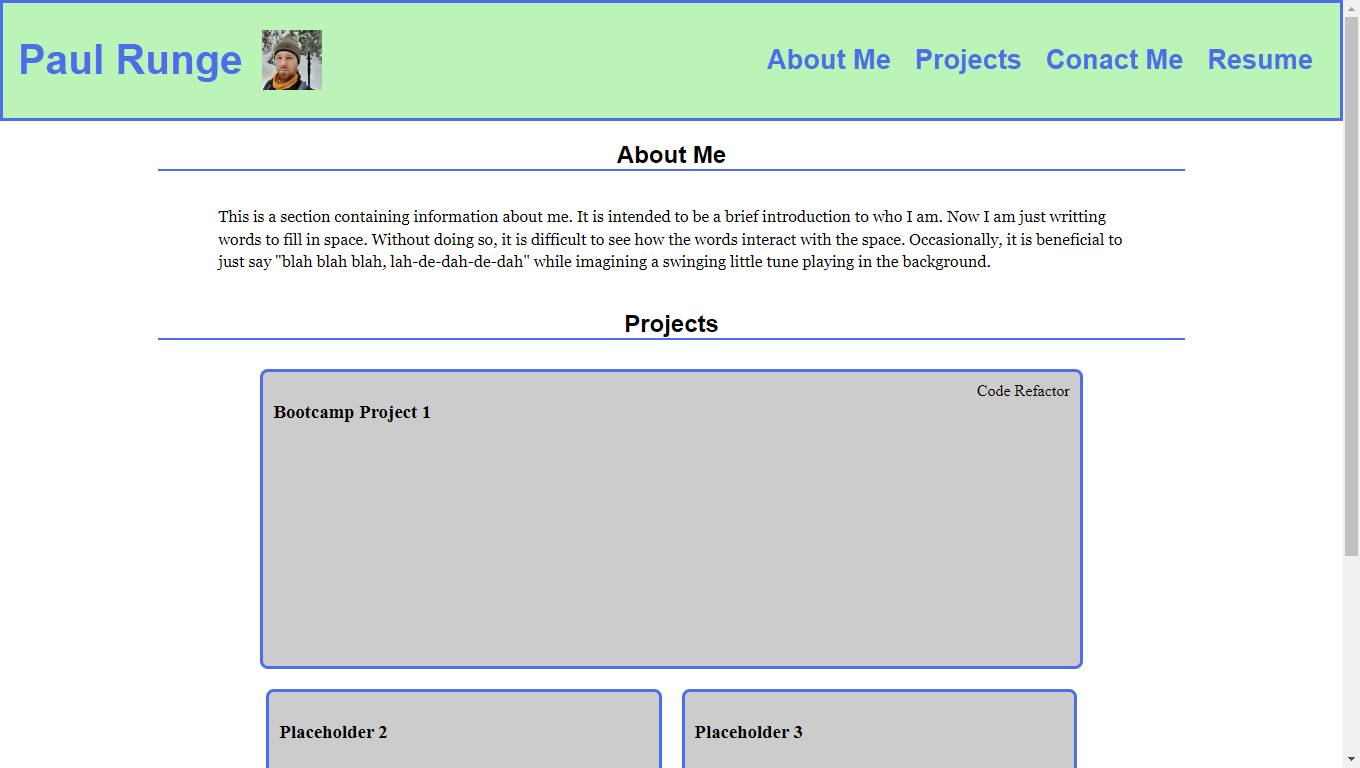 Paul Runge
About Me Projects Conact Me Resume
About Me
This is a section containing information about me. It is intended to be a brief introduction to who I am. Now I am just writting
words to fill in space. Without doing so, it is difficult to see how the words interact with the space. Occasionally, it is beneficial to
just say "blah blah blah, lah-de-dah-de-dah" while imagining a swinging little tune playing in the background.
Projects
Code Refactor
Bootcamp Project 1
Placeholder 2
Placeholder 3